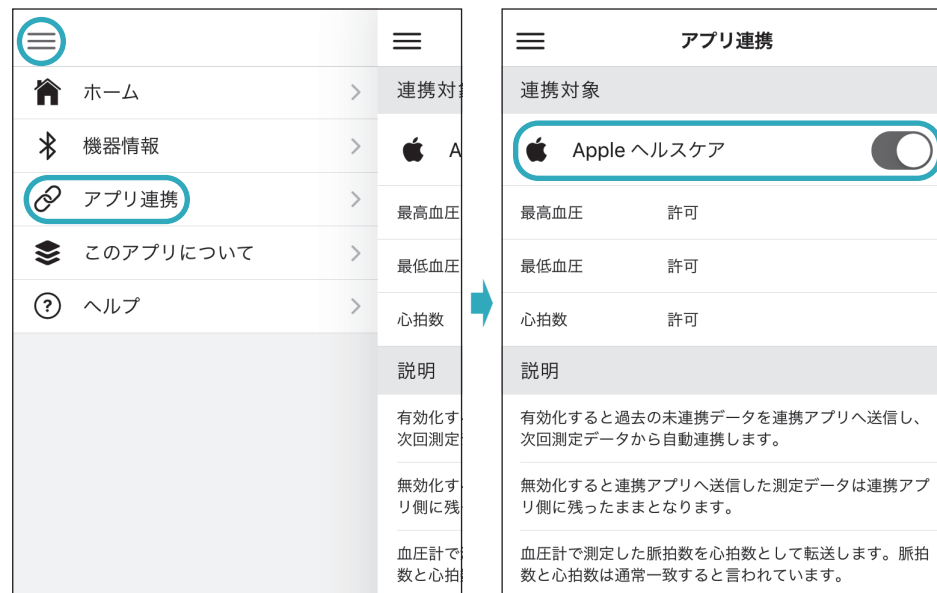 ホーム
機器情報
アプリ連携
このアプリについて
ヘルプ
連携対
A
最高血圧
最低血圧
心拍数
説明
有効化す
次回測定
無効化す
リ側に残
血圧計で
数と心拍
アプリ連携
連携対象
Apple ヘルスケア
最高血圧 許可
最低血圧 許可
心拍数 許可
説明
有効化すると過去の未連携データを連携アプリへ送信し、
次回測定データから自動連携します。
無効化すると連携アプリへ送信した測定データは連携アプ
リ側に残ったままとなります。
血圧計で測定した脈拍数を心拍数として転送します。脈拍
数と心拍数は通常一致すると言われています。